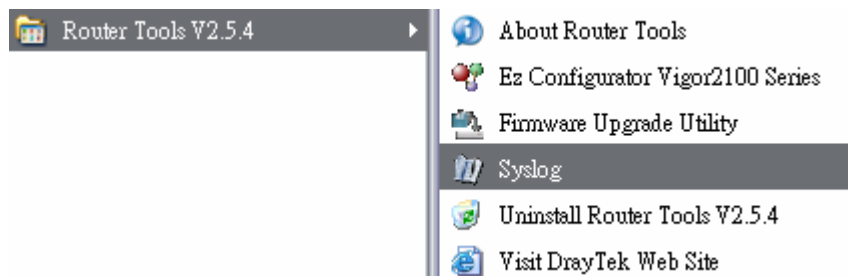 Router Tools V2.5.4
About Router Tools
Ez Configurator Vigor2100 Series
Firmware Upgrade Utility
Syslog
Uninstall Router Tools V2.5.4
Visit DrayTek Web Site